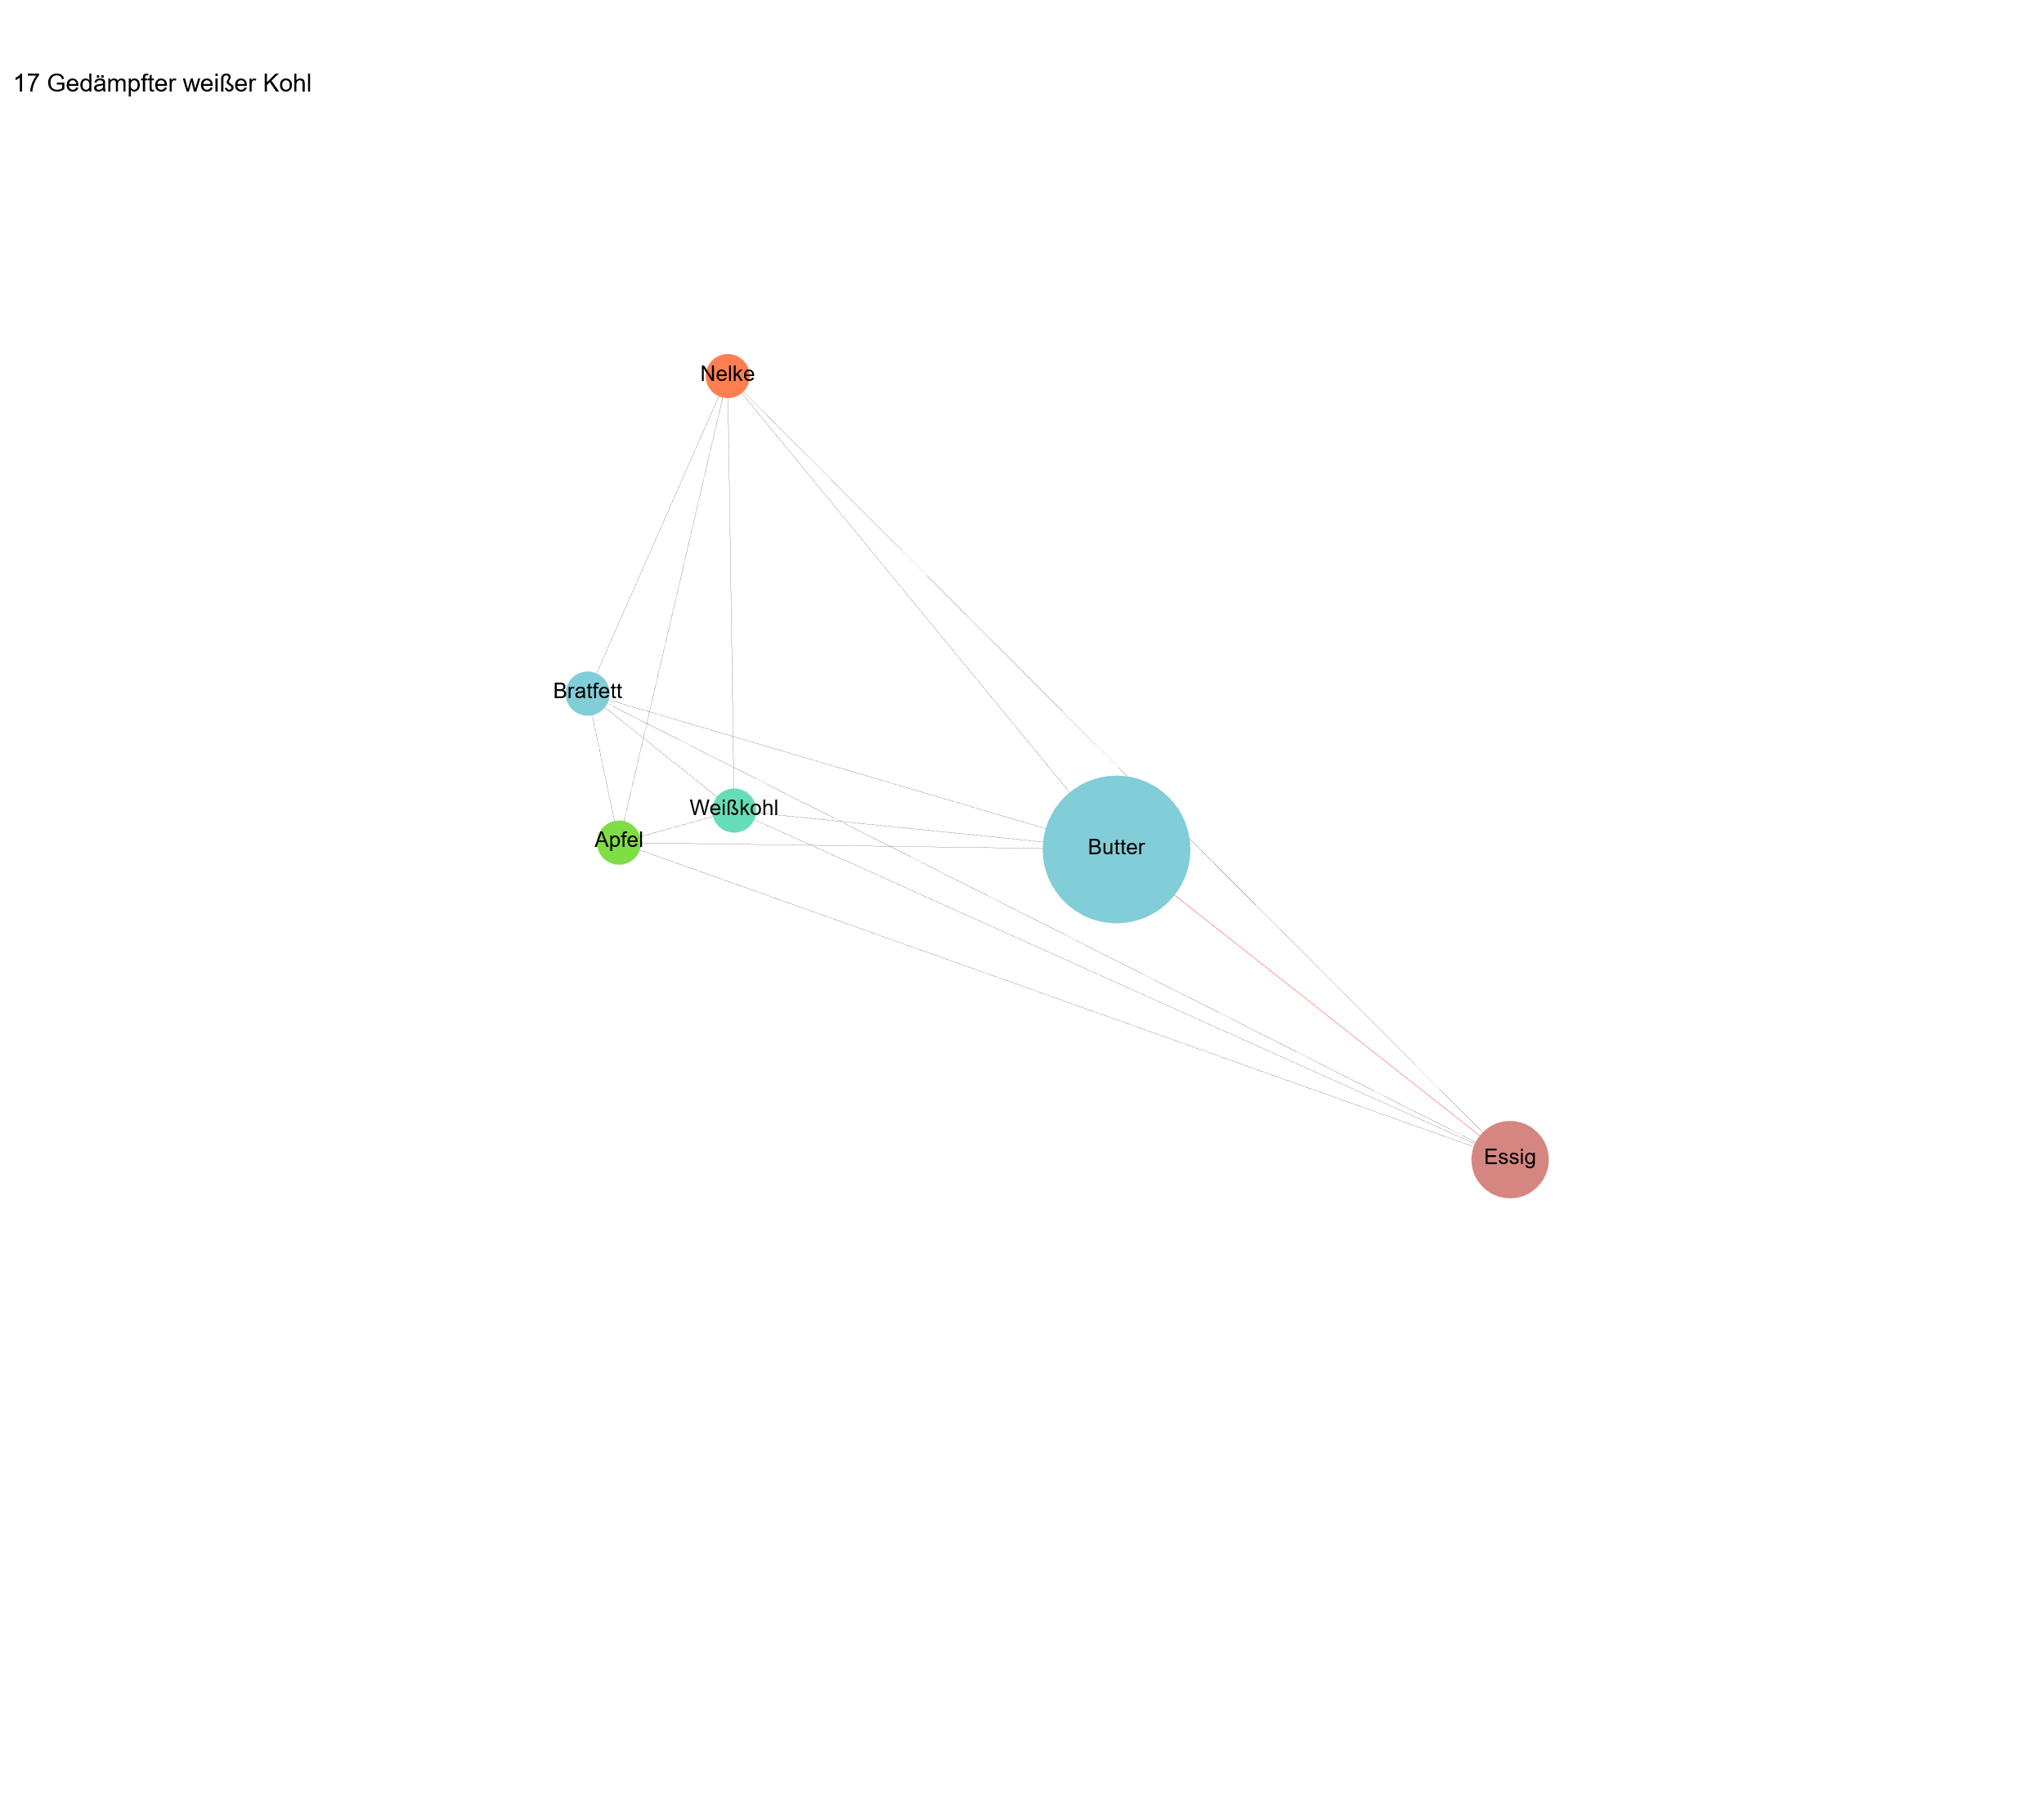 17 Gedämpfter weißer Kohl
Nelke
Bratfett
Weißkohl
Apfel
Butter
Essig